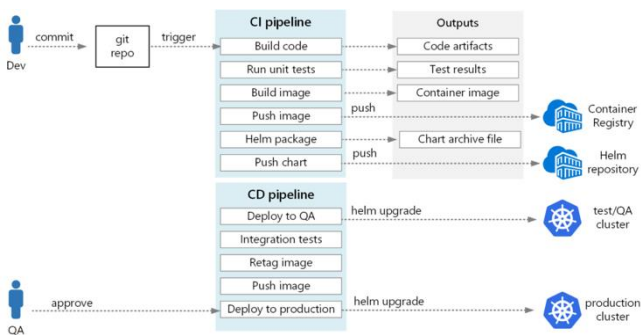 CI pipeline
Outputs
commit
git
repo
trigger
Dev
Build code
Code artifacts
Run unit tests
Test results
Build image
Container image
Push image
push
Container
Registry
Helm package
Chart archive file
Push chart
push
Helm
repository
CD pipeline
Deploy to QA
helm upgrade
test/QA
cluster
Integration tests
Retag image
Push image
QA
approve
Deploy to production
helm upgrade
production
cluster